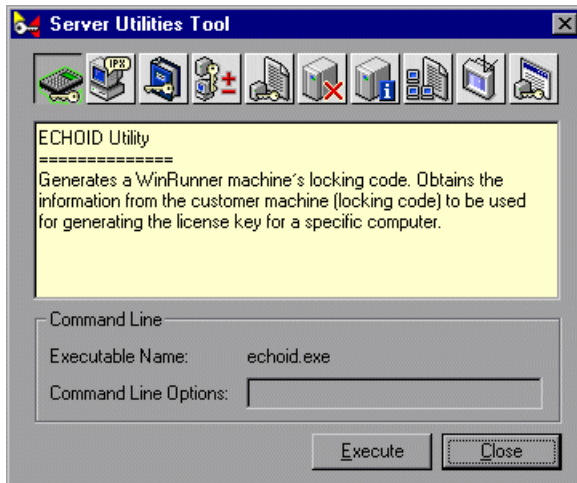 Server Utilities Tool
IPX
ECHOID Utility
==============
Generates a WinRunner machine´s locking code. Obtains the
information from the customer machine (locking code) to be used
for generating the license key for a specific computer.
Command Line
Executable Name: echoid.exe
Command Line Options:
Execute Close